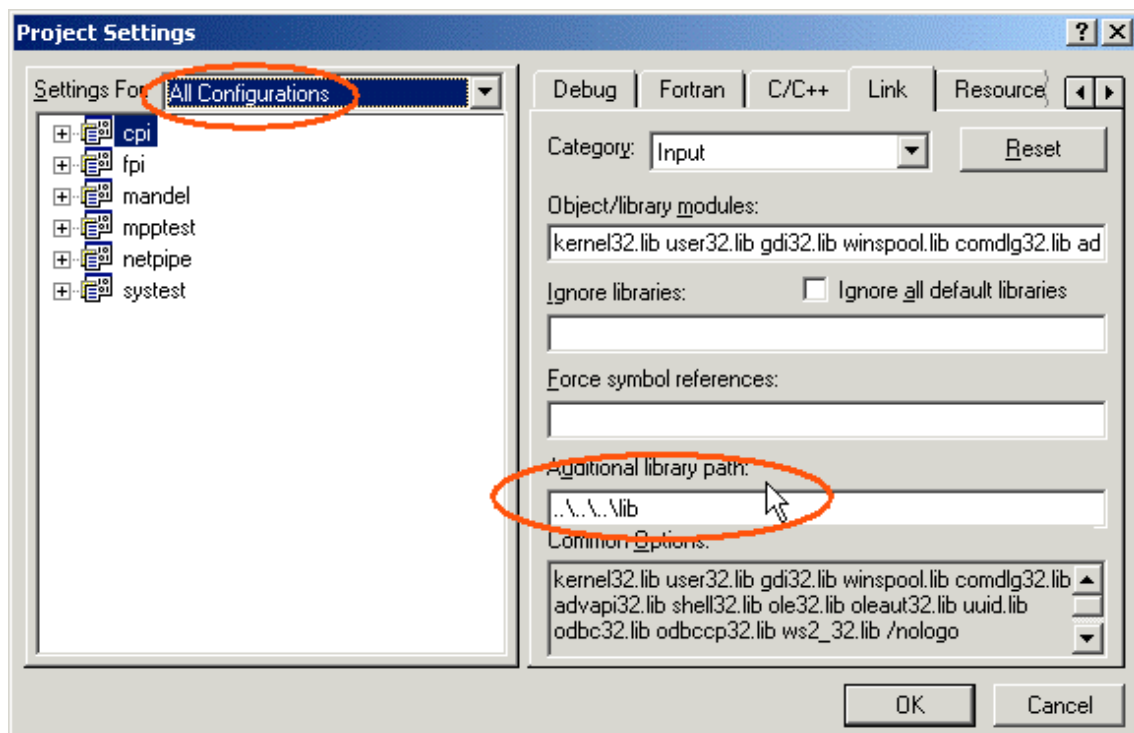 Project Settings
Settings For:
All Configurations
cpi
fpi
mandel
mpptest
netpipe
systest
Debug Fortran C/C++ Link Resource
Category: Input Reset
Object/library modules:
kernel32.lib user32.lib gdi32.lib winspool.lib comdlg32.lib ad
Ignore libraries: Ignore all default libraries
Force symbol references:
Additional library path:
..\..\..\lib
Common Options:
kernel32.lib user32.lib gdi32.lib winspool.lib comdlg32.lib
advapi32.lib shell32.lib ole32.lib oleaut32.lib uuid.lib
odbc32.lib odbccp32.lib ws2_32.lib /nologo
OK Cancel